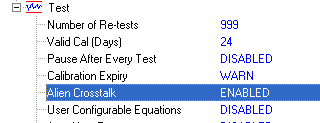 Test
Number of Re-tests 999
Valid Cal (Days) 24
Pause After Every Test DISABLED
Calibration Expiry WARN
Alien Crosstalk ENABLED
User Configurable Equations DISABLED